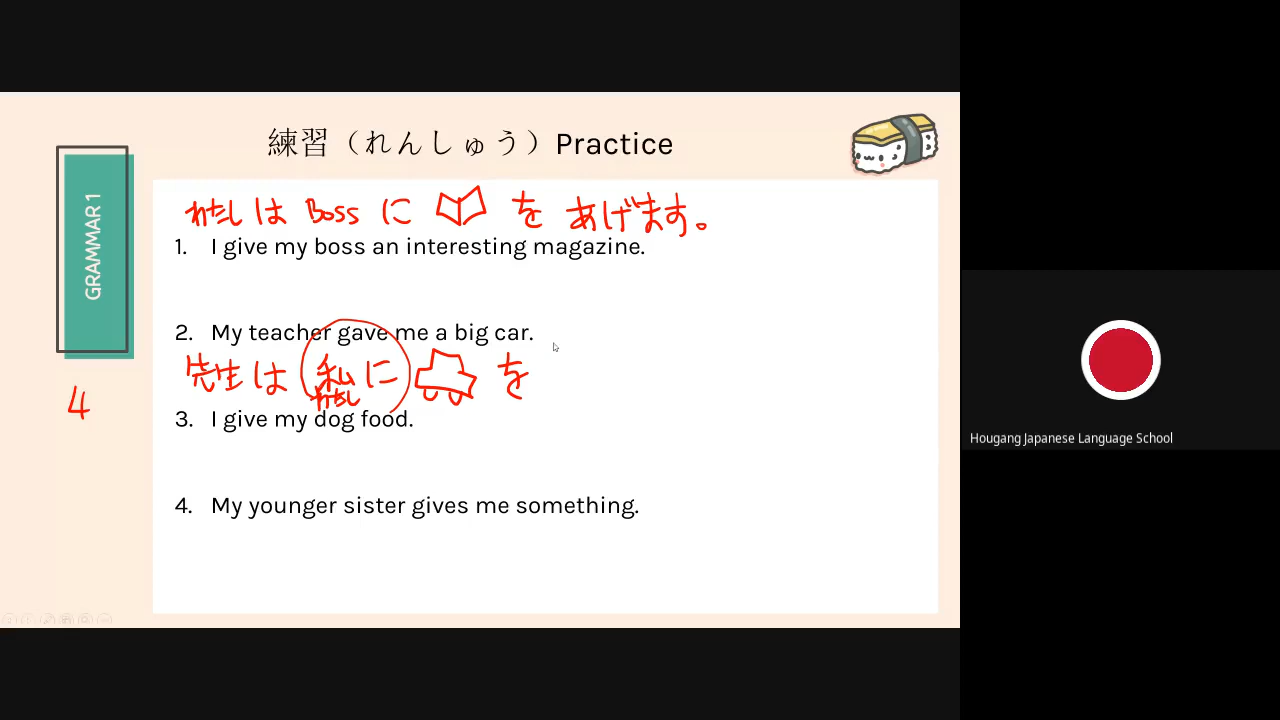 練習（れんしゅう）Practice
GRAMMAR 1
わたしは Boss に を あげます。
1. I give my boss an interesting magazine.
2. My teacher gave me a big car.
先生は 私に を
わたし
4
3. I give my dog food.
4. My younger sister gives me something.
Hougang Japanese Language School